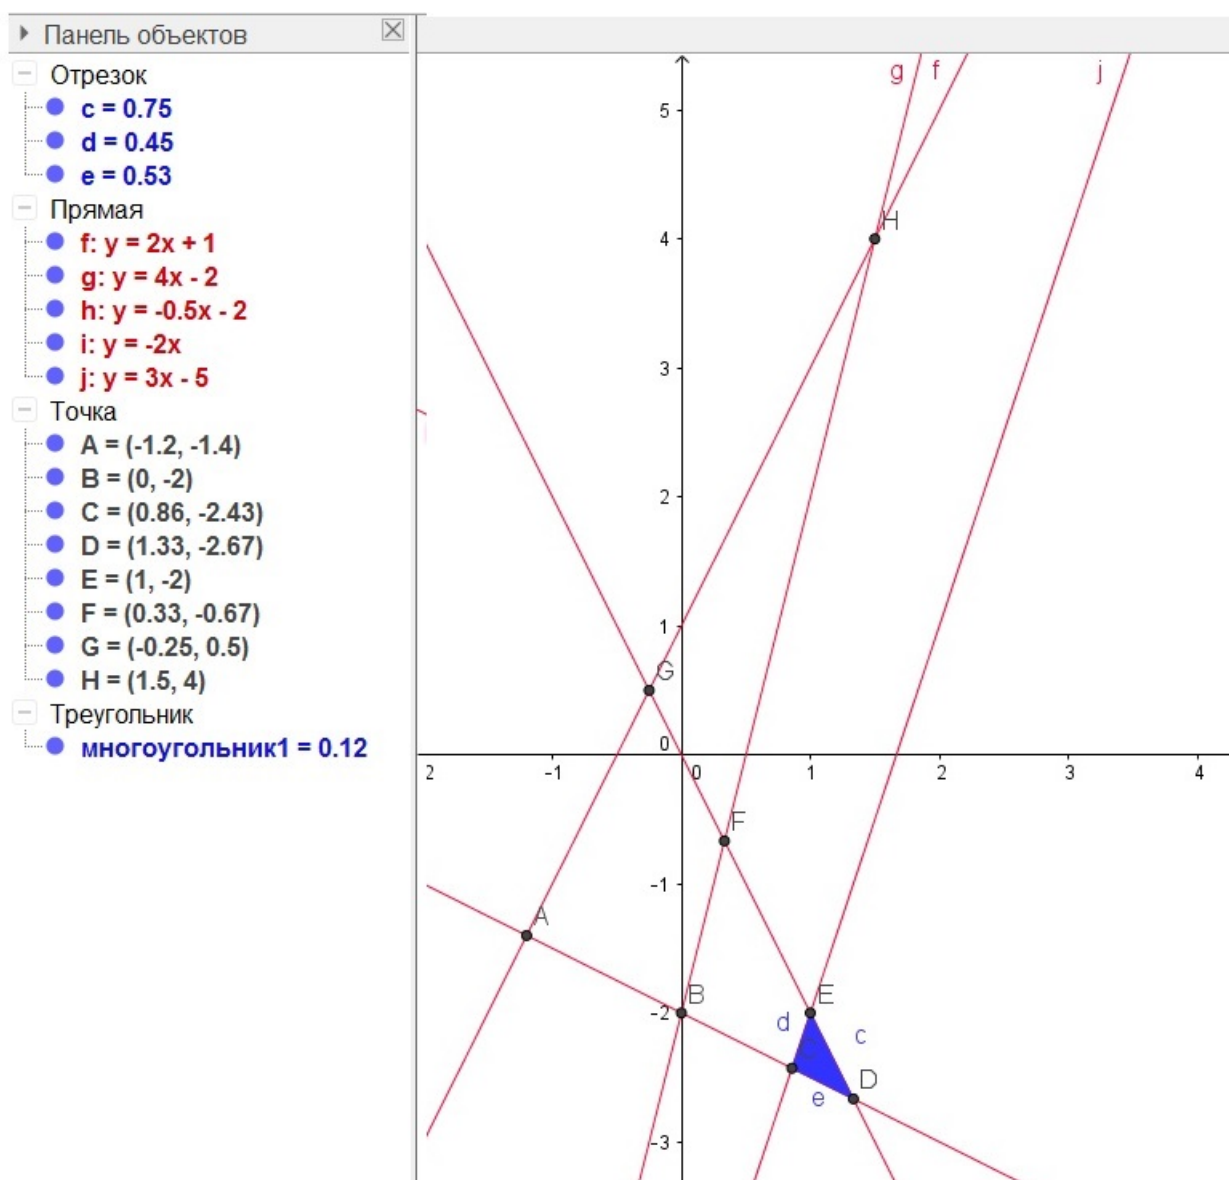 Панель объектов
Отрезок
c = 0.75
d = 0.45
e = 0.53
Прямая
f: y = 2x + 1
g: y = 4x - 2
h: y = -0.5x - 2
i: y = -2x
j: y = 3x - 5
Точка
A = (-1.2, -1.4)
B = (0, -2)
C = (0.86, -2.43)
D = (1.33, -2.67)
E = (1, -2)
F = (0.33, -0.67)
G = (-0.25, 0.5)
H = (1.5, 4)
Треугольник
многоугольник1 = 0.12
g f j
5
H
4
3
2
1
G
0
2 -1 0 1 2 3 4
F
-1
A
B E
-2
d c
C
D
e
-3